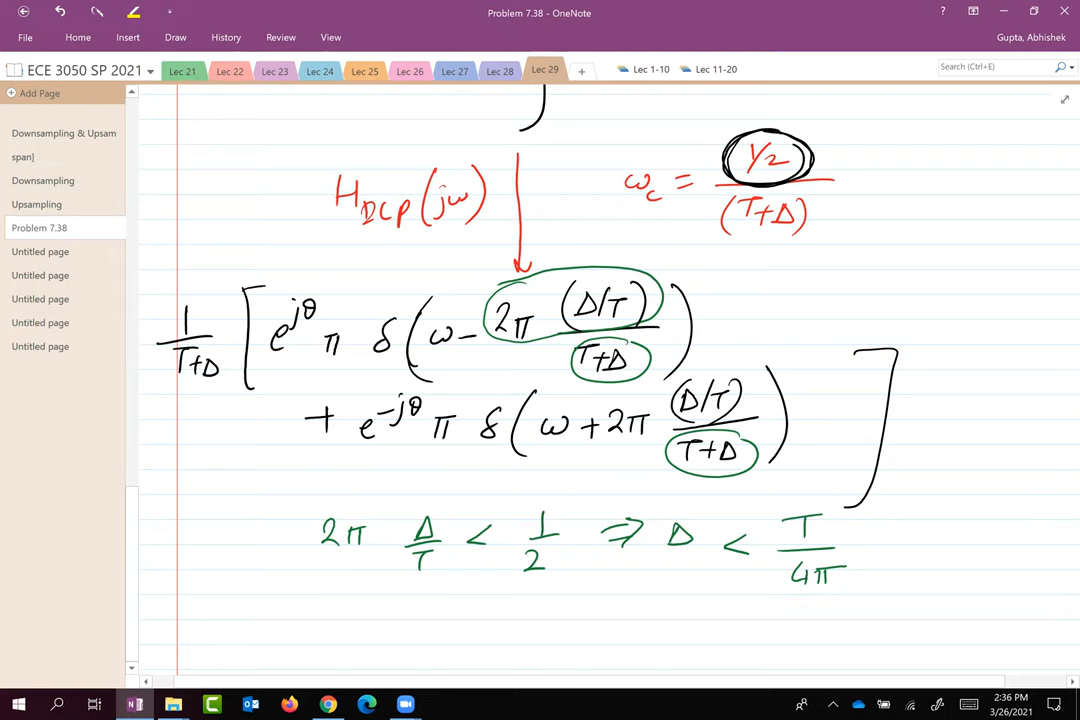 Problem 7.38 - OneNote
?
Gupta, Abhishek
File Home Insert Draw History Review View
ECE 3050 SP 2021
Lec 21 Lec 22 Lec 23 Lec 24 Lec 25 Lec 26 Lec 27 Lec 28 Lec 29 + Lec 1-10 Lec 11-20
Search (Ctrl+E)
Add Page
Downsampling & Upsam
span]
Downsampling
Upsampling
Problem 7.38
Untitled page
Untitled page
Untitled page
Untitled page
Untitled page
H_{DCP}(jω) ω_c = (1/2)/(T+Δ)
1/(T+Δ) [ e^{jθ} π δ(ω - 2π (Δ/T)/(T+Δ))
+ e^{-jθ} π δ(ω + 2π (Δ/T)/(T+Δ)) ]
2π Δ/T < 1/2 ⇒ Δ < T/4π
2:36 PM
3/26/2021